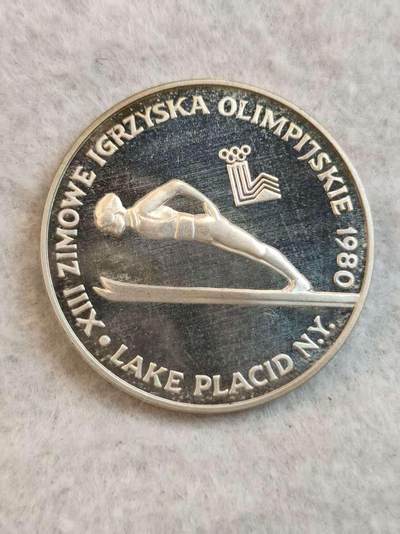 XIII ZIMOWE IGRZYSKA OLIMPIJSKIE 1980
• LAKE PLACID N.Y.